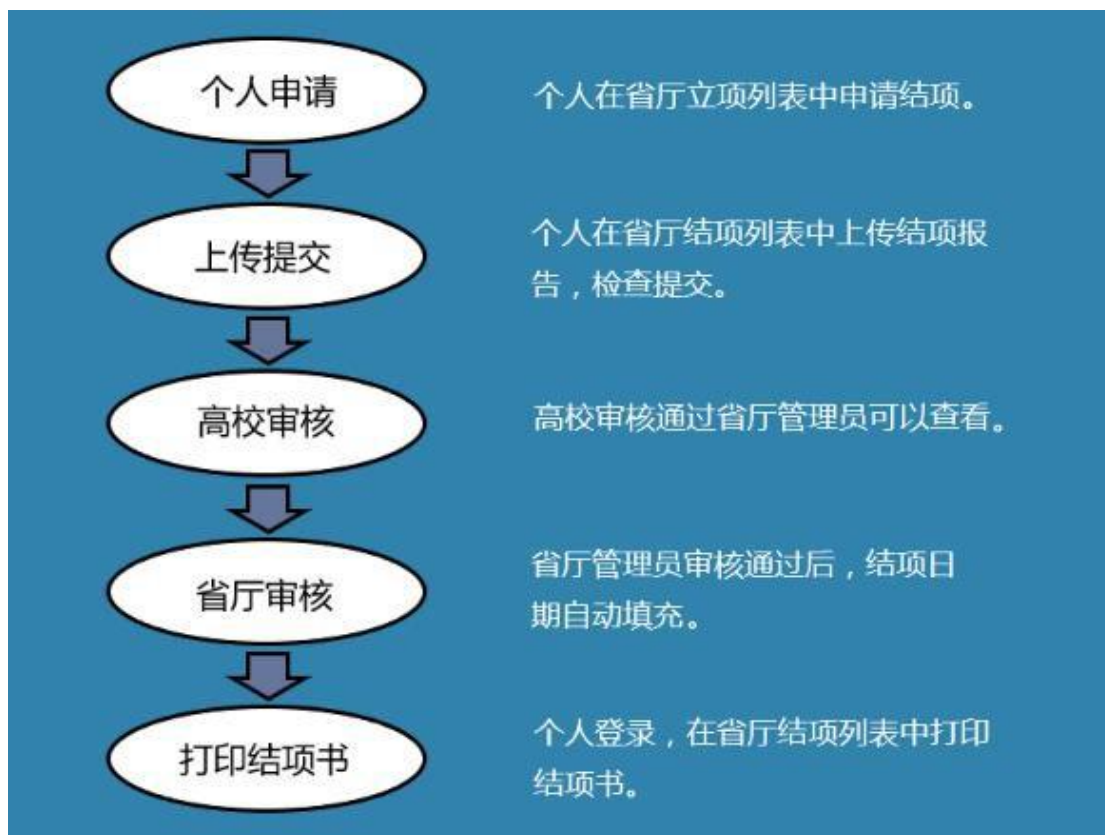 个人申请
个人在省厅立项列表中申请结项。
上传提交
个人在省厅结项列表中上传结项报
告，检查提交。
高校审核
高校审核通过省厅管理员可以查看。
省厅审核
省厅管理员审核通过后，结项日
期自动填充。
打印结项书
个人登录，在省厅结项列表中打印
结项书。